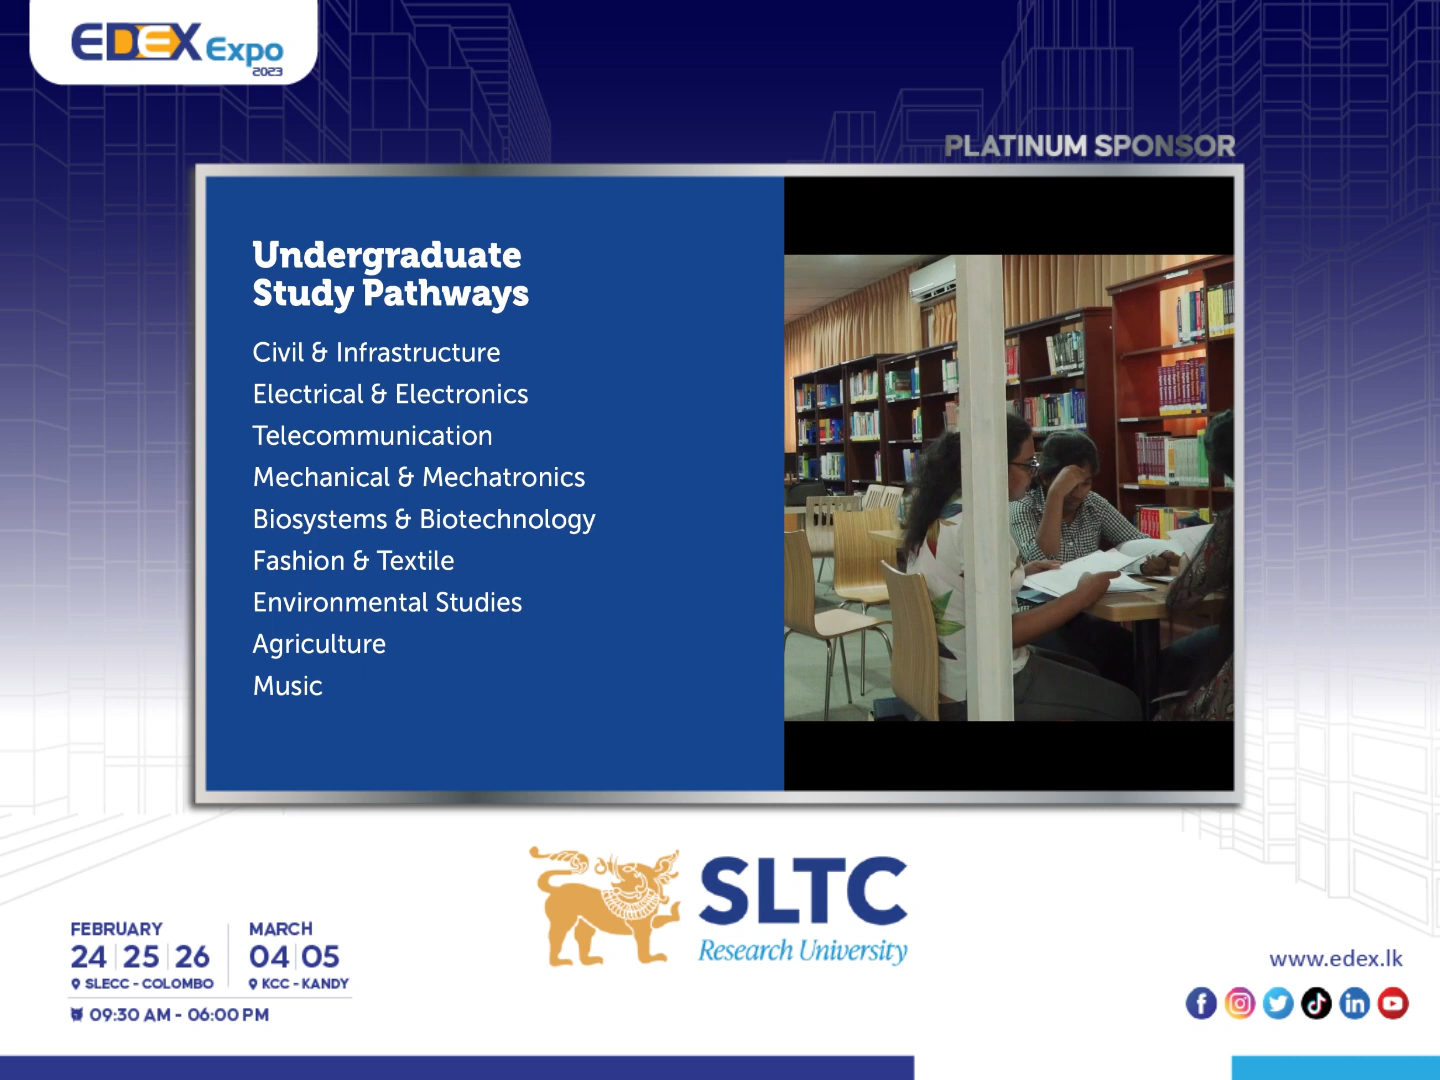 EDEX Expo
2023
PLATINUM SPONSOR
Undergraduate
Study Pathways
Civil & Infrastructure
Electrical & Electronics
Telecommunication
Mechanical & Mechatronics
Biosystems & Biotechnology
Fashion & Textile
Environmental Studies
Agriculture
Music
SLTC
Research University
FEBRUARY
24 25 26
SLECC - COLOMBO
MARCH
04 05
KCC - KANDY
09:30 AM - 06:00 PM
www.edex.lk